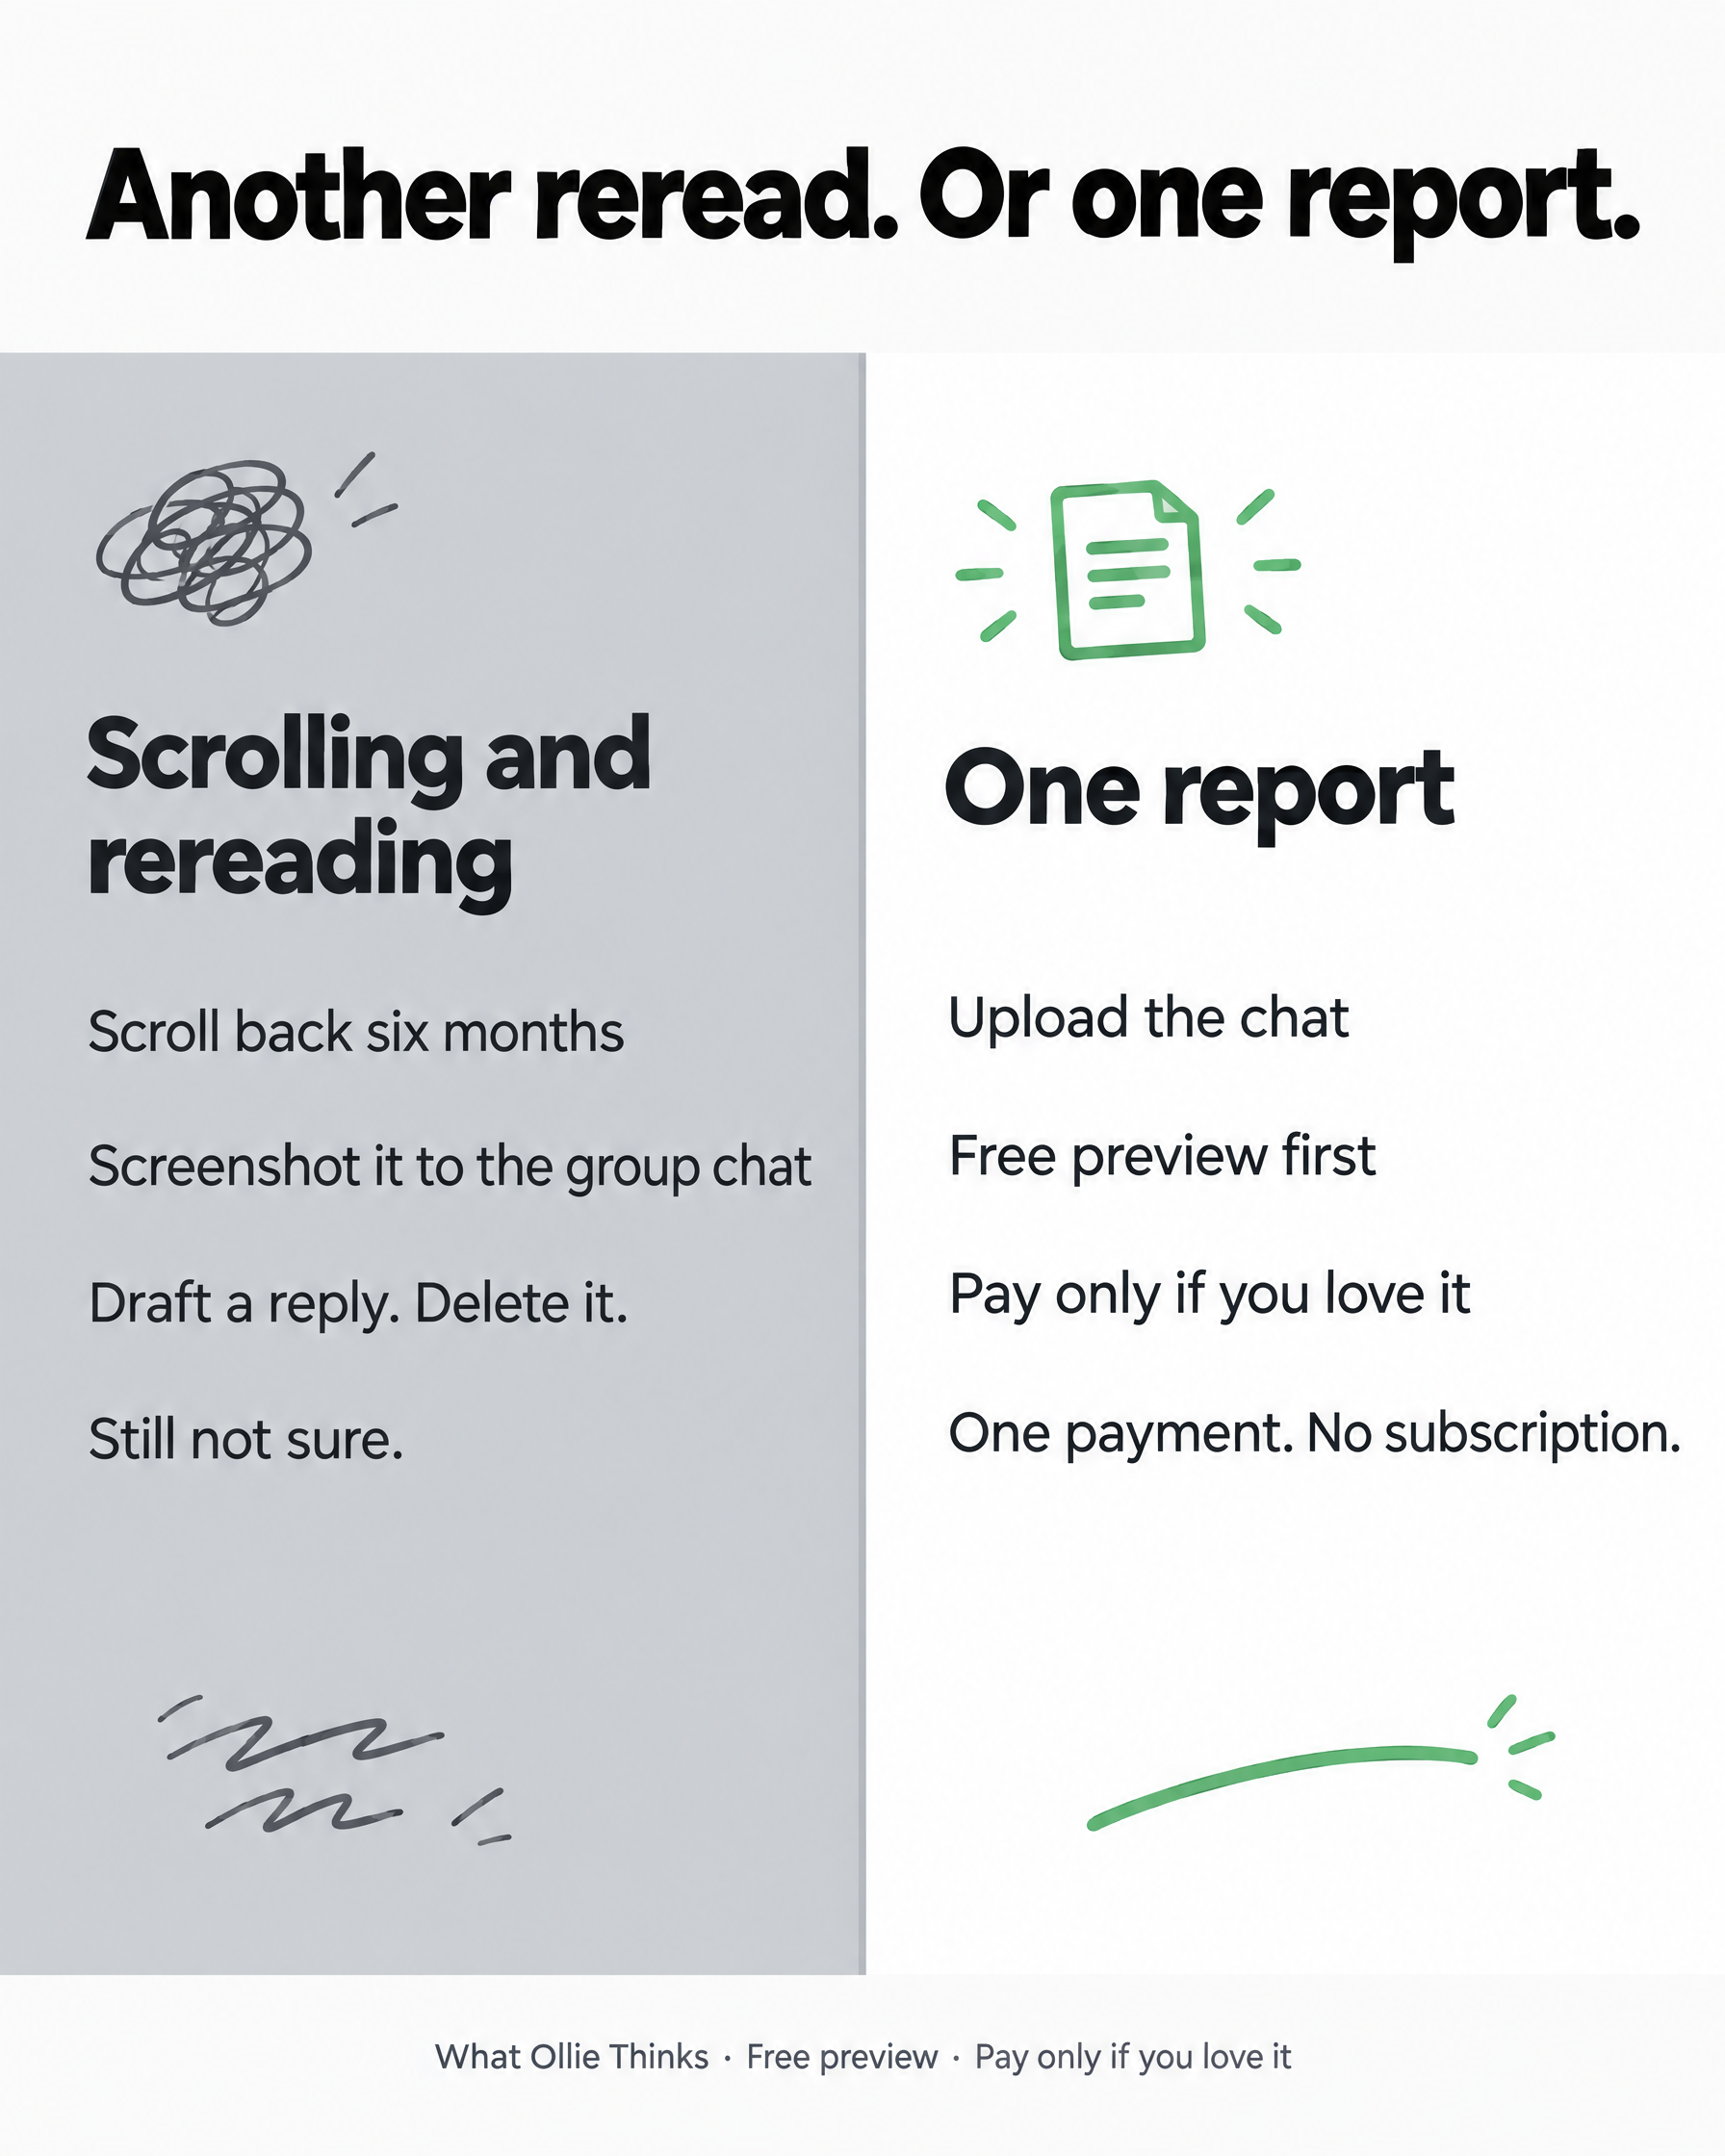 Another reread. Or one report.
Scrolling and
rereading
Scroll back six months
Screenshot it to the group chat
Draft a reply. Delete it.
Still not sure.
One report
Upload the chat
Free preview first
Pay only if you love it
One payment. No subscription.
What Ollie Thinks · Free preview · Pay only if you love it